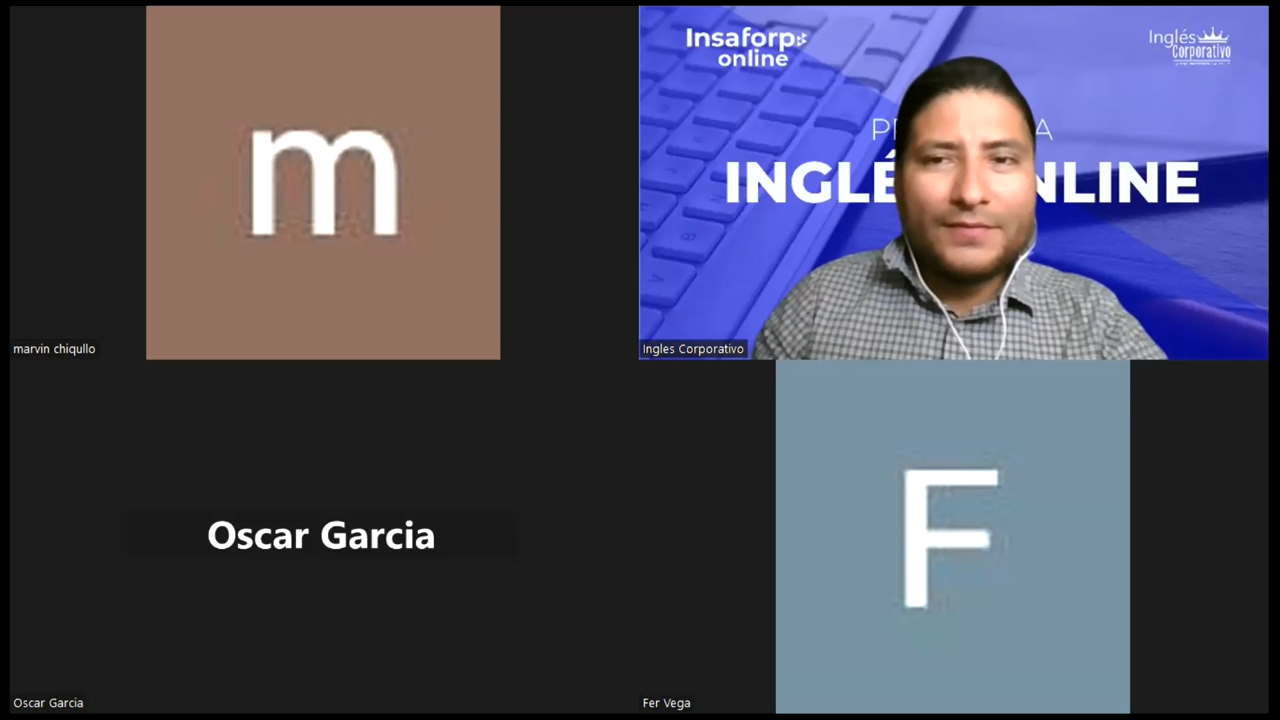 m
marvin chiqullo
Insaforp
online
Inglés
Corporativo
INGLÉ NLINE
Ingles Corporativo
Oscar Garcia
Oscar Garcia
F
Fer Vega